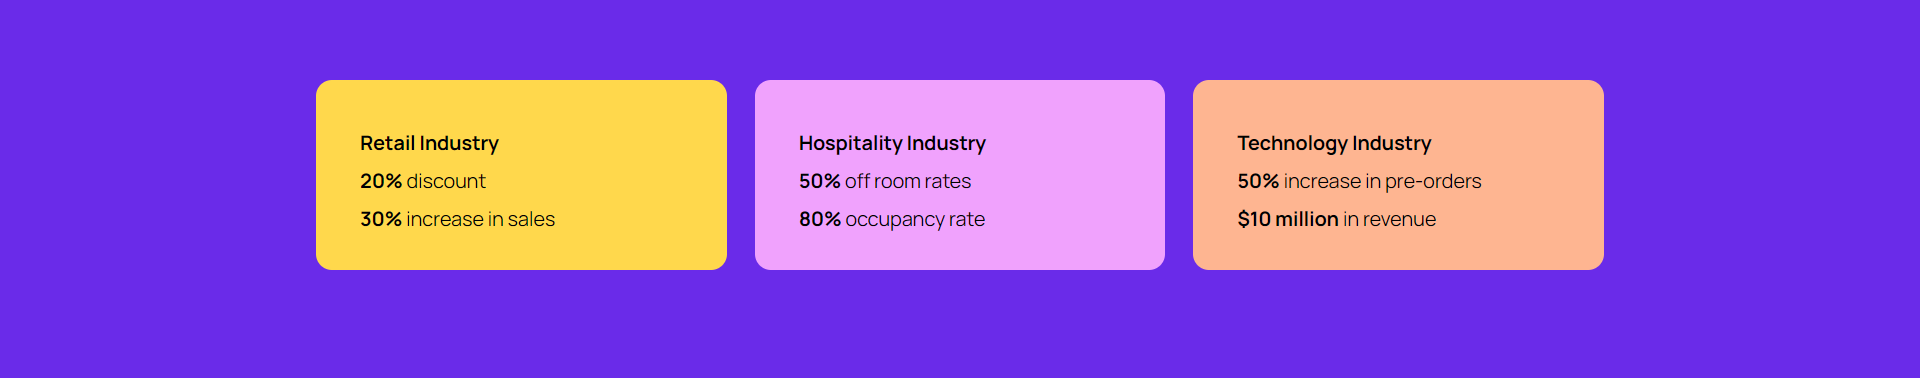 Retail Industry
20% discount
30% increase in sales
Hospitality Industry
50% off room rates
80% occupancy rate
Technology Industry
50% increase in pre-orders
$10 million in revenue